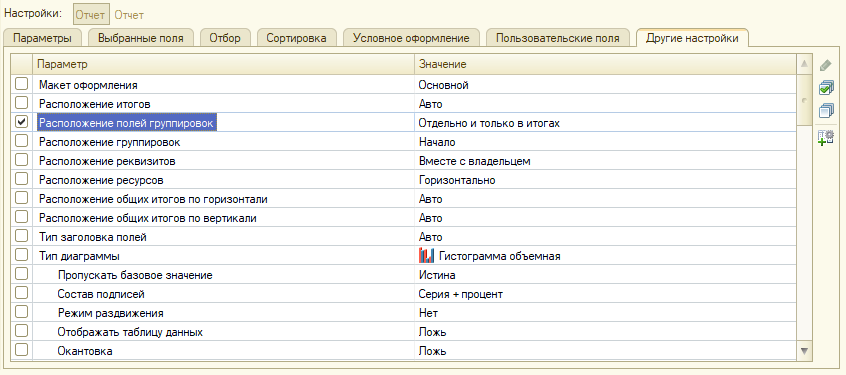 Настройки: Отчет Отчет
Параметры Выбранные поля Отбор Сортировка Условное оформление Пользовательские поля Другие настройки
Параметр Значение
Макет оформления Основной
Расположение итогов Авто
Расположение полей группировок Отдельно и только в итогах
Расположение группировок Начало
Расположение реквизитов Вместе с владельцем
Расположение ресурсов Горизонтально
Расположение общих итогов по горизонтали Авто
Расположение общих итогов по вертикали Авто
Тип заголовка полей Авто
Тип диаграммы Гистограмма объемная
Пропускать базовое значение Истина
Состав подписей Серия + процент
Режим раздвижения Нет
Отображать таблицу данных Ложь
Окантовка Ложь